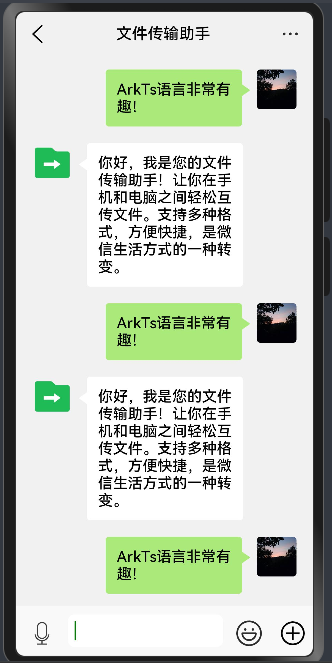 文件传输助手
ArkTs语言非常有
趣！
你好，我是您的文件
传输助手！让你在手
机和电脑之间轻松互
传文件。支持多种格
式，方便快捷，是微
信生活方式的一种转
变。
ArkTs语言非常有
趣！
你好，我是您的文件
传输助手！让你在手
机和电脑之间轻松互
传文件。支持多种格
式，方便快捷，是微
信生活方式的一种转
变。
ArkTs语言非常有
趣！